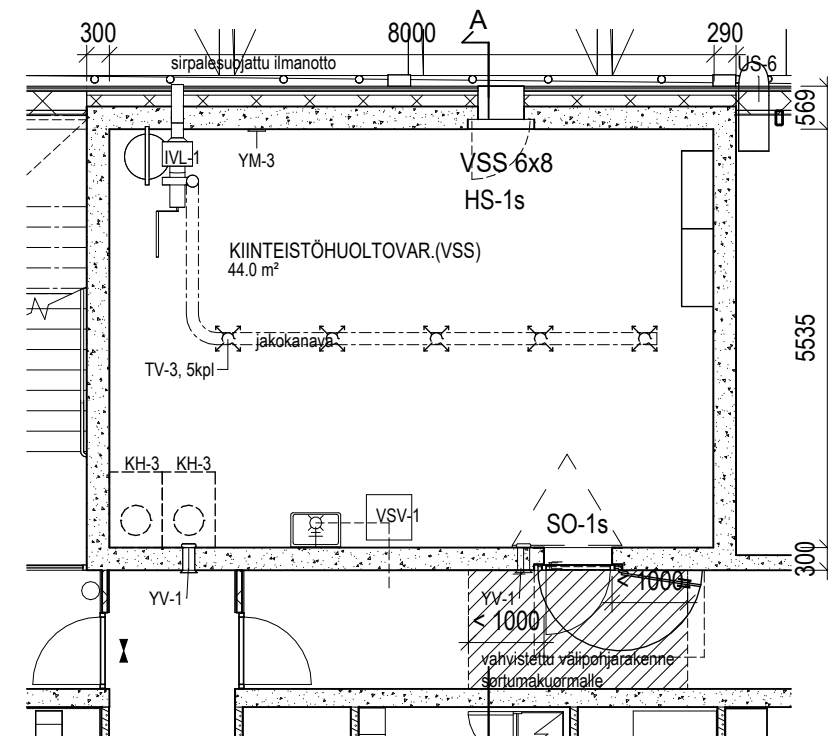 300
8000
A
290
sirpalesuojattu ilmanotto
US-6
569
IVL-1
YM-3
VSS 6x8
HS-1s
KIINTEISTÖHUOLTOVAR.(VSS)
44.0 m²
jakokanava
5535
TV-3, 5kpl
KH-3
KH-3
VSV-1
SO-1s
300
YV-1
YV-1
< 1000
< 1000
vahvistettu välipohjarakenne
sortumakuormalle